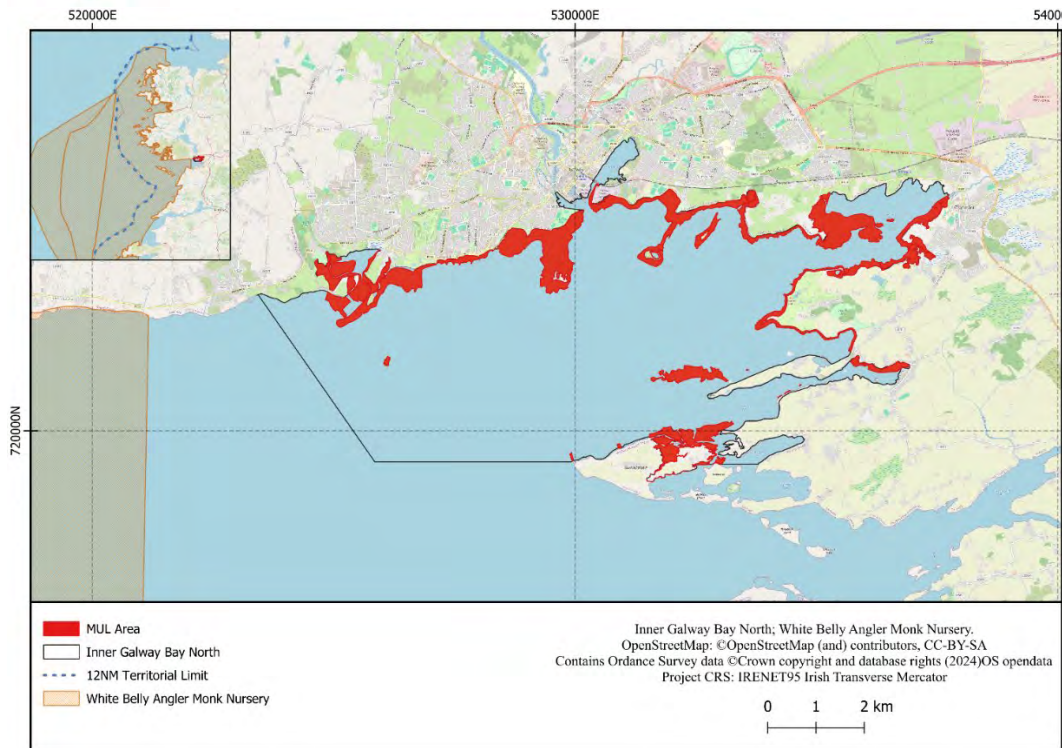 520000E
530000E
5400
720000N
MUL Area
Inner Galway Bay North
12NM Territorial Limit
White Belly Angler Monk Nursery
Inner Galway Bay North; White Belly Angler Monk Nursery.
OpenStreetMap: ©OpenStreetMap (and) contributors, CC-BY-SA
Contains Ordance Survey data ©Crown copyright and database rights (2024)OS opendata
Project CRS: IRENET95 Irish Transverse Mercator
0 1 2 km